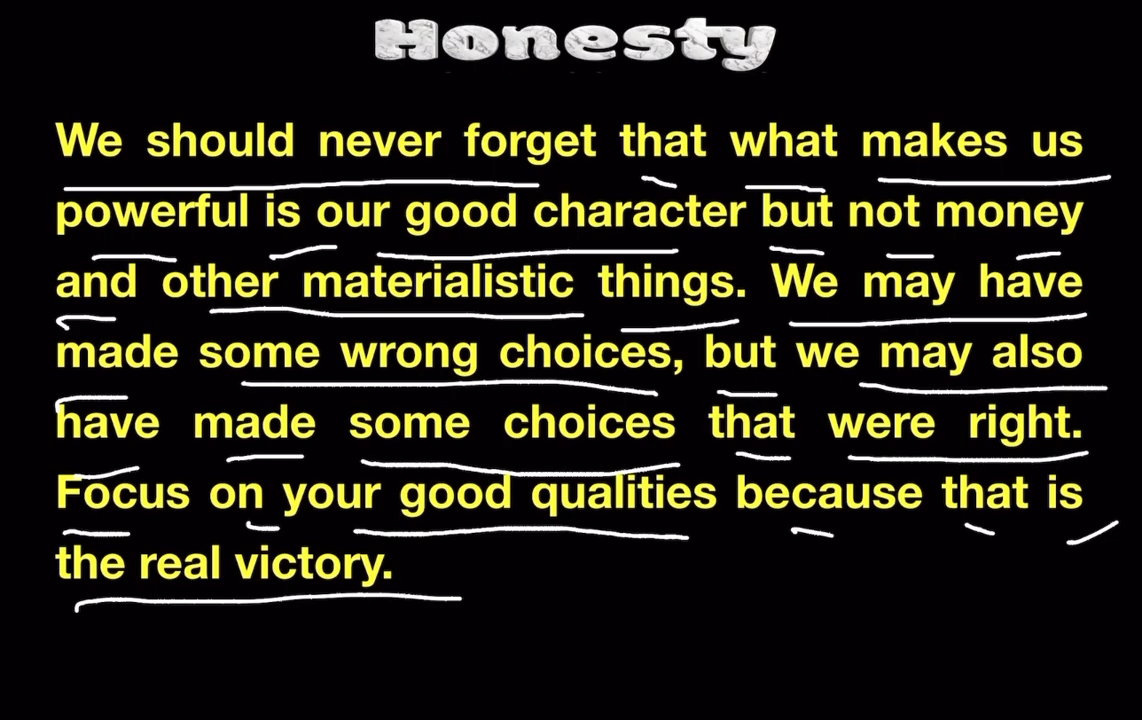 Honesty
We should never forget that what makes us
powerful is our good character but not money
and other materialistic things. We may have
made some wrong choices, but we may also
have made some choices that were right.
Focus on your good qualities because that is
the real victory.